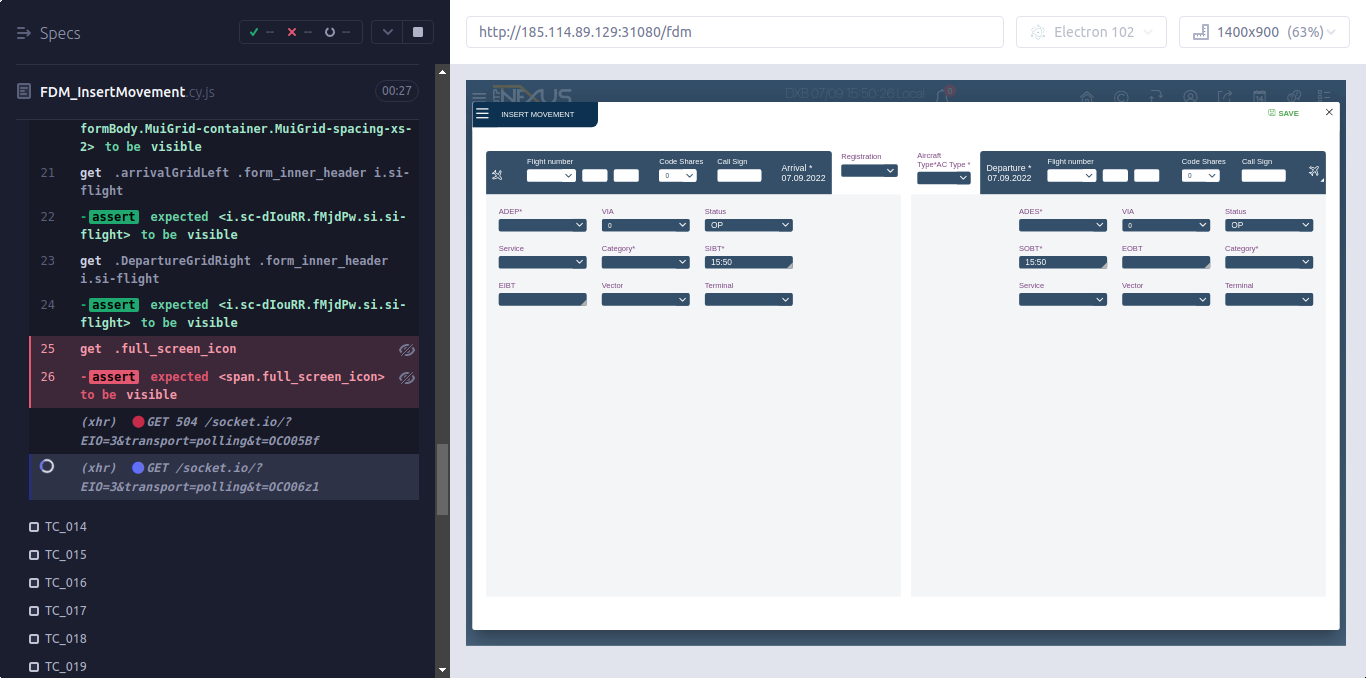 Specs
FDM_InsertMovement.cy.js
00:27
formBody.MuiGrid-container.MuiGrid-spacing-xs-
2> to be visible
21 get .arrivalGridLeft .form_inner_header i.si-
flight
22 -assert expected <i.sc-dIouRR.fMjdPw.si.si-
flight> to be visible
23 get .DepartureGridRight .form_inner_header
i.si-flight
24 -assert expected <i.sc-dIouRR.fMjdPw.si.si-
flight> to be visible
25 get .full_screen_icon
26 -assert expected <span.full_screen_icon>
to be visible
(xhr) GET 504 /socket.io/?
EIO=3&transport=polling&t=OCO05Bf
(xhr) GET /socket.io/?
EIO=3&transport=polling&t=OCO06z1
TC_014
TC_015
TC_016
TC_017
TC_018
TC_019
http://185.114.89.129:31080/fdm
Electron 102
1400x900 (63%)
NEXUS
DXB 07/09 15:50:26 Local
0
14
INSERT MOVEMENT
SAVE
Flight number Code Shares Call Sign
0
Arrival *
07.09.2022
Registration
Aircraft
Type*AC Type *
Departure *
07.09.2022
Flight number Code Shares Call Sign
0
ADEP* VIA Status
0 OP
Service Category* SIBT*
15:50
EIBT Vector Terminal
ADES* VIA Status
0 OP
SOBT* EOBT Category*
15:50
Service Vector Terminal